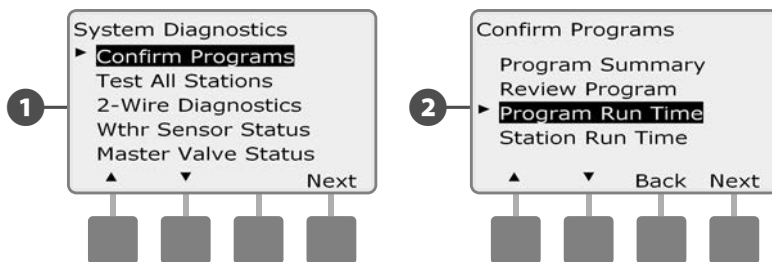 System Diagnostics
Confirm Programs
Test All Stations
2-Wire Diagnostics
Wthr Sensor Status
Master Valve Status
Next
1
Confirm Programs
Program Summary
Review Program
Program Run Time
Station Run Time
Back Next
2